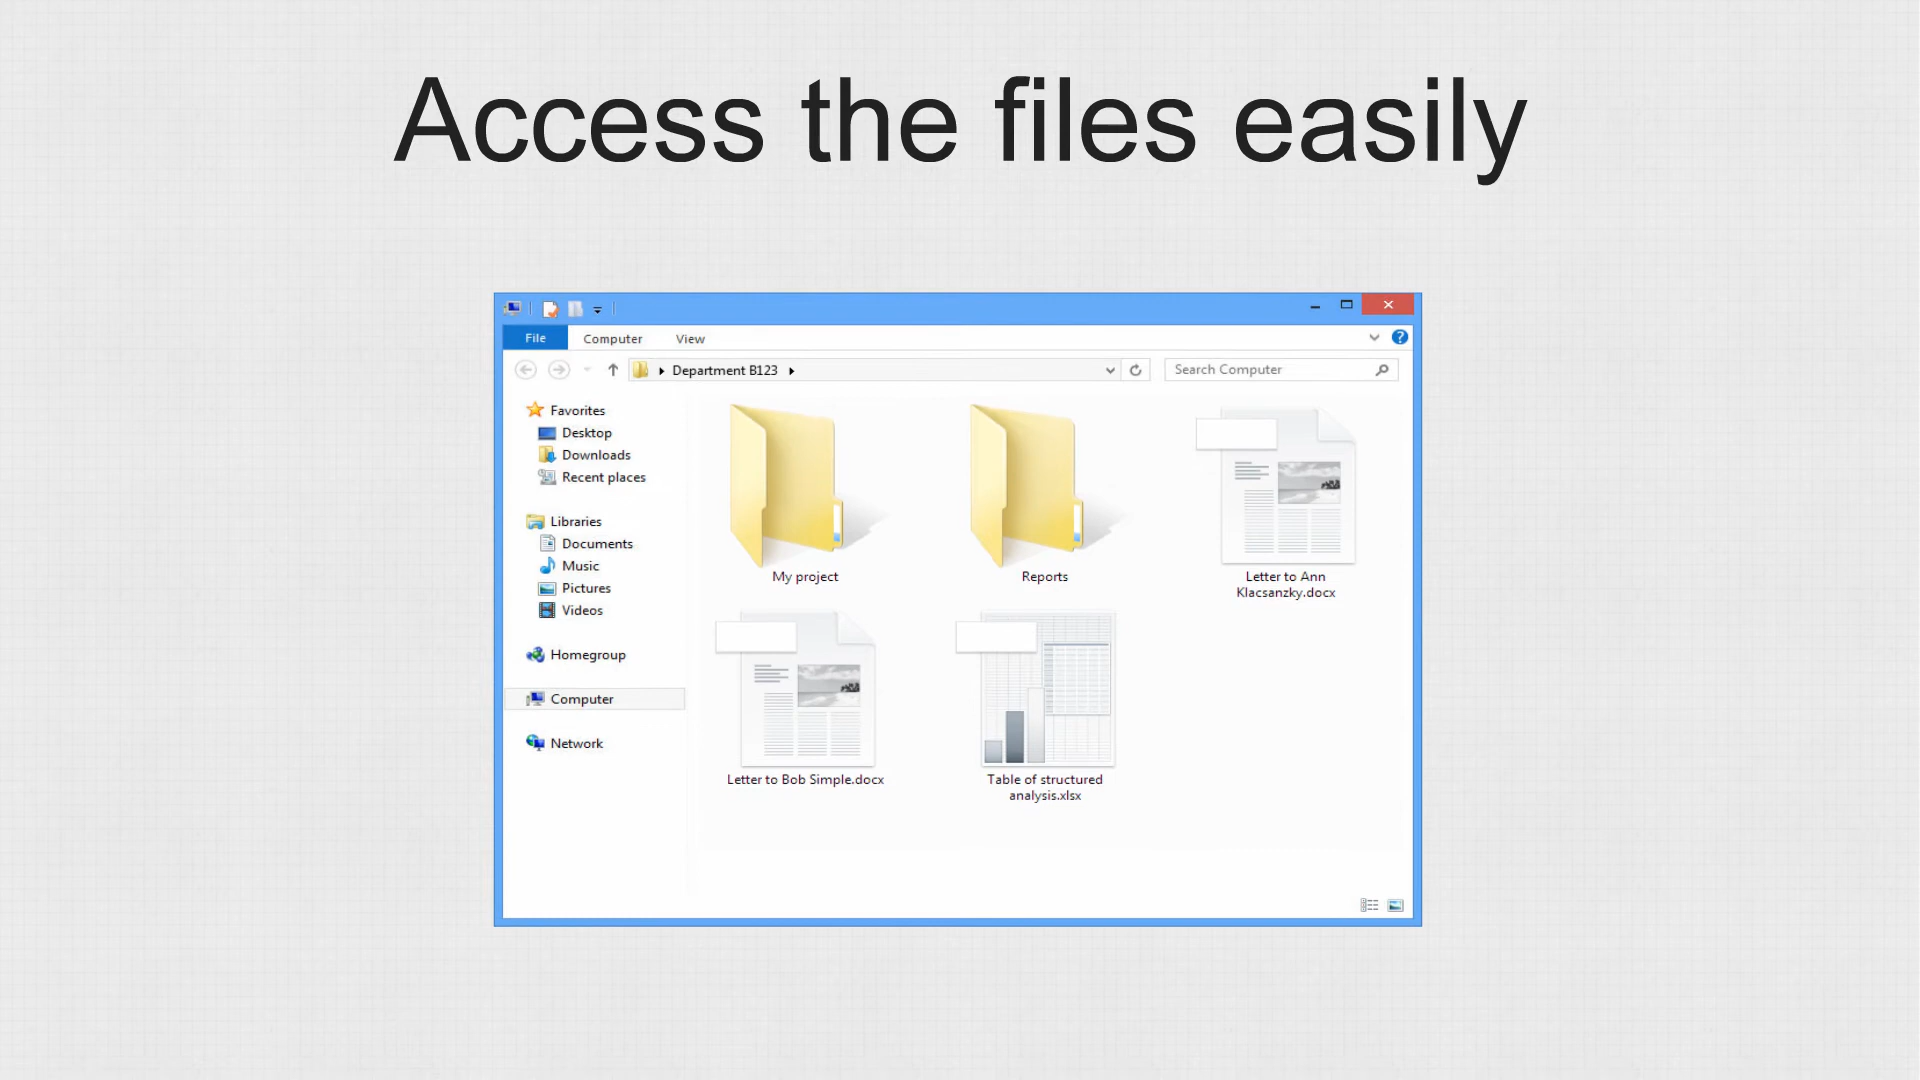 Access the files easily
File
Computer
View
Department B123
Search Computer
Favorites
Desktop
Downloads
Recent places
Libraries
Documents
Music
Pictures
Videos
Homegroup
Computer
Network
My project
Reports
Letter to Ann
Klacsanzky.docx
Letter to Bob Simple.docx
Table of structured
analysis.xlsx